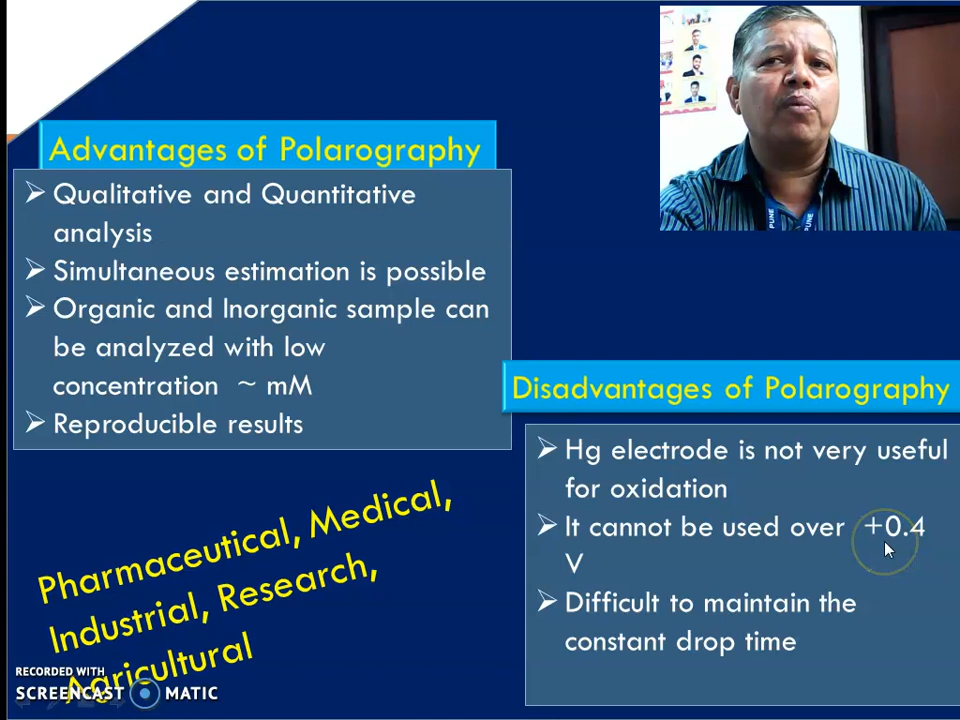 Advantages of Polarography
➢ Qualitative and Quantitative
analysis
➢ Simultaneous estimation is possible
➢ Organic and Inorganic sample can
be analyzed with low
concentration ~ mM
➢ Reproducible results
Disadvantages of Polarography
➢ Hg electrode is not very useful
for oxidation
➢ It cannot be used over +0.4
V
➢ Difficult to maintain the
constant drop time
Pharmaceutical, Medical,
Industrial, Research,
Agricultural
RECORDED WITH
SCREENCAST MATIC
PUNE
PUNE